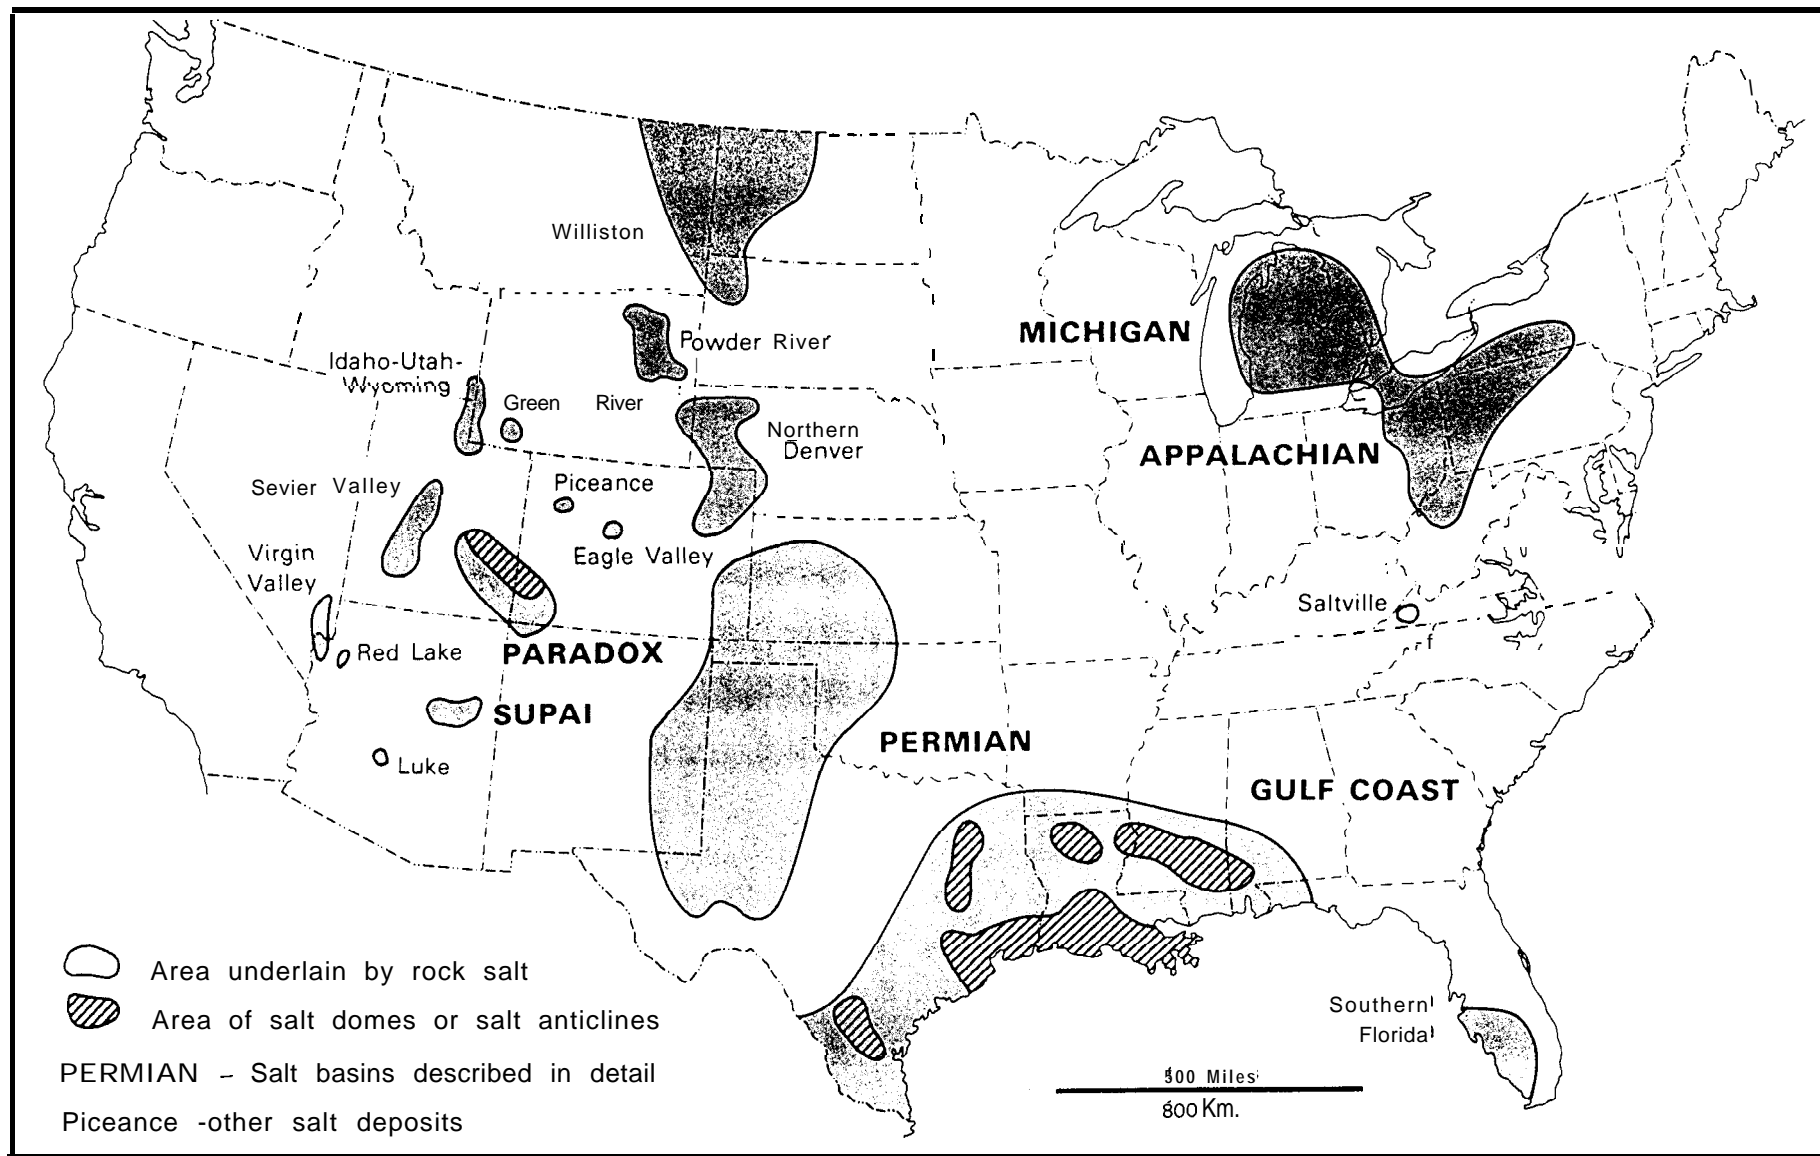 Williston
MICHIGAN
Powder River
Idaho-Utah-
Wyoming
Green River
Northern
Denver
APPALACHIAN
Sevier Valley
Piceance
Eagle Valley
Virgin
Valley
Saltville
Red Lake
PARADOX
SUPAI
PERMIAN
Luke
GULF COAST
Area underlain by rock salt
Area of salt domes or salt anticlines
PERMIAN – Salt basins described in detail
Piceance -other salt deposits
Southern
Florida
500 Miles
800 Km.